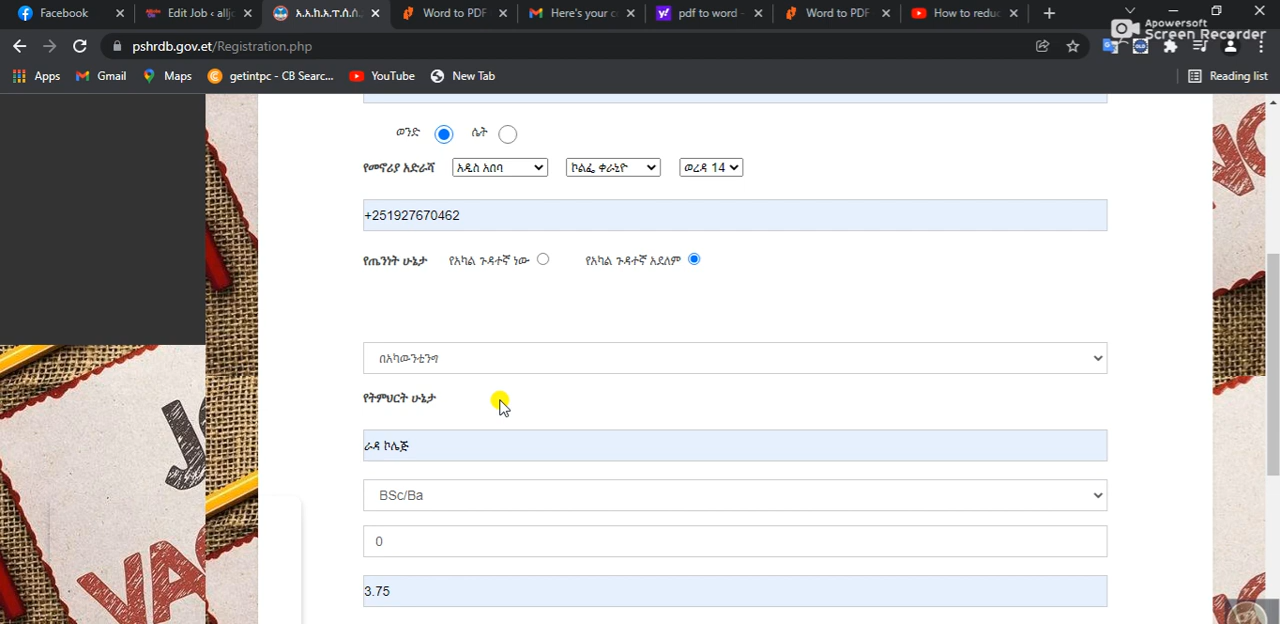 Facebook
Edit Job ‹ allj
አ.አ.ከ.አ.ፐ.ሰ.ሰ.
Word to PDF
Here's your c
pdf to word -
Word to PDF
How to reduc
Apowersoft
Screen Recorder
pshrdb.gov.et/Registration.php
Apps
Gmail
Maps
getintpc - CB Searc...
YouTube
New Tab
Reading list
ወንድ ሴት
የመኖሪያ አድራሻ አዲስ አበባ ኮልፌ ቀራኒዮ ወረዳ 14
+251927670462
የጤንነት ሁኔታ የአካል ጉዳተኛ ነው የአካል ጉዳተኛ አይደለም
በአካውንቲንግ
የትምህርት ሁኔታ
ራዳ ኮሌጅ
BSc/Ba
0
3.75